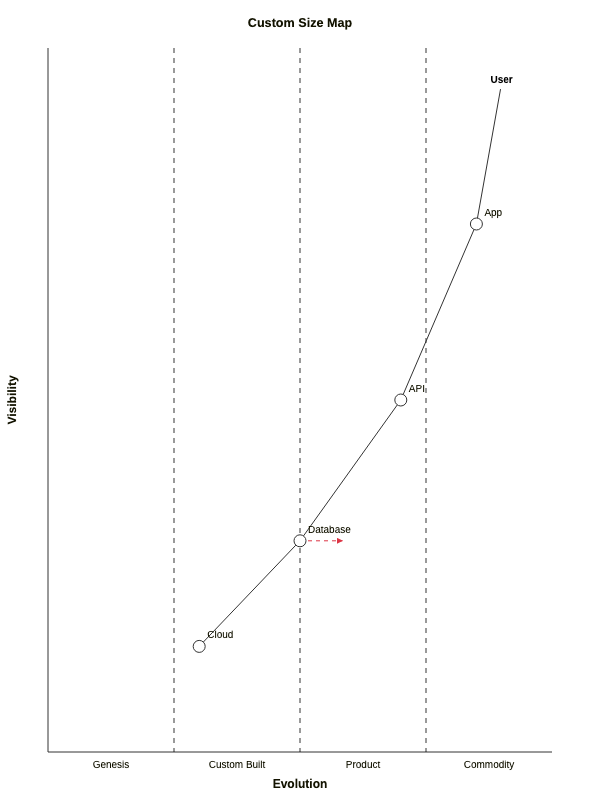 Custom Size Map
User
App
API
Database
Cloud
Visibility
Genesis
Custom Built
Product
Commodity
Evolution